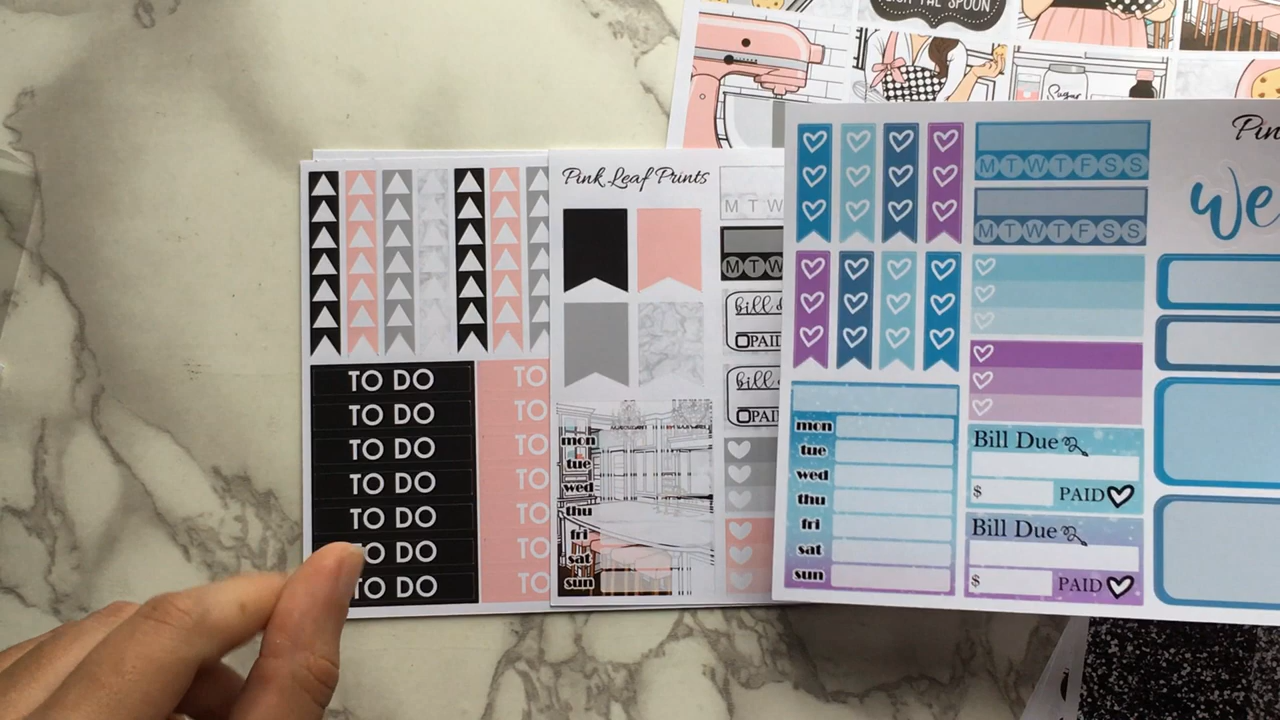 SIGN THE SPOON
Sugar
TO DO
TO DO
TO DO
TO DO
TO DO
TO DO
TO DO
TO
TO
TO
TO
TO
TO
TO
Pink Leaf Prints
mon
tue
wed
thu
fri
sat
sun
M T W
M T W
Bill
PAID
Bill
PAI
M T W T F S S
M T W T F S S
mon
tue
wed
thu
fri
sat
sun
Bill Due
$ PAID
Bill Due
$ PAID
Pin
We